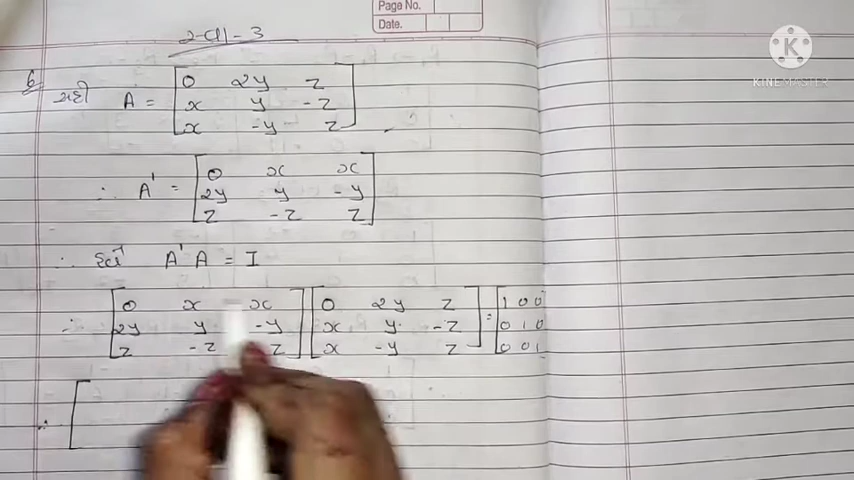 Page No.
Date.
2-બી-3
KINEMASTER
6 અહીં A = [0 2y z
x y -z
x -y z]
∴ A' = [0 x x
2y y -y
z -z z]
∴ હવે A' A = I
∴ [0 x x [0 2y z = [1 0 0
2y y -y x y -z 0 1 0
z -z z] x -y z] 0 0 1
∴ [